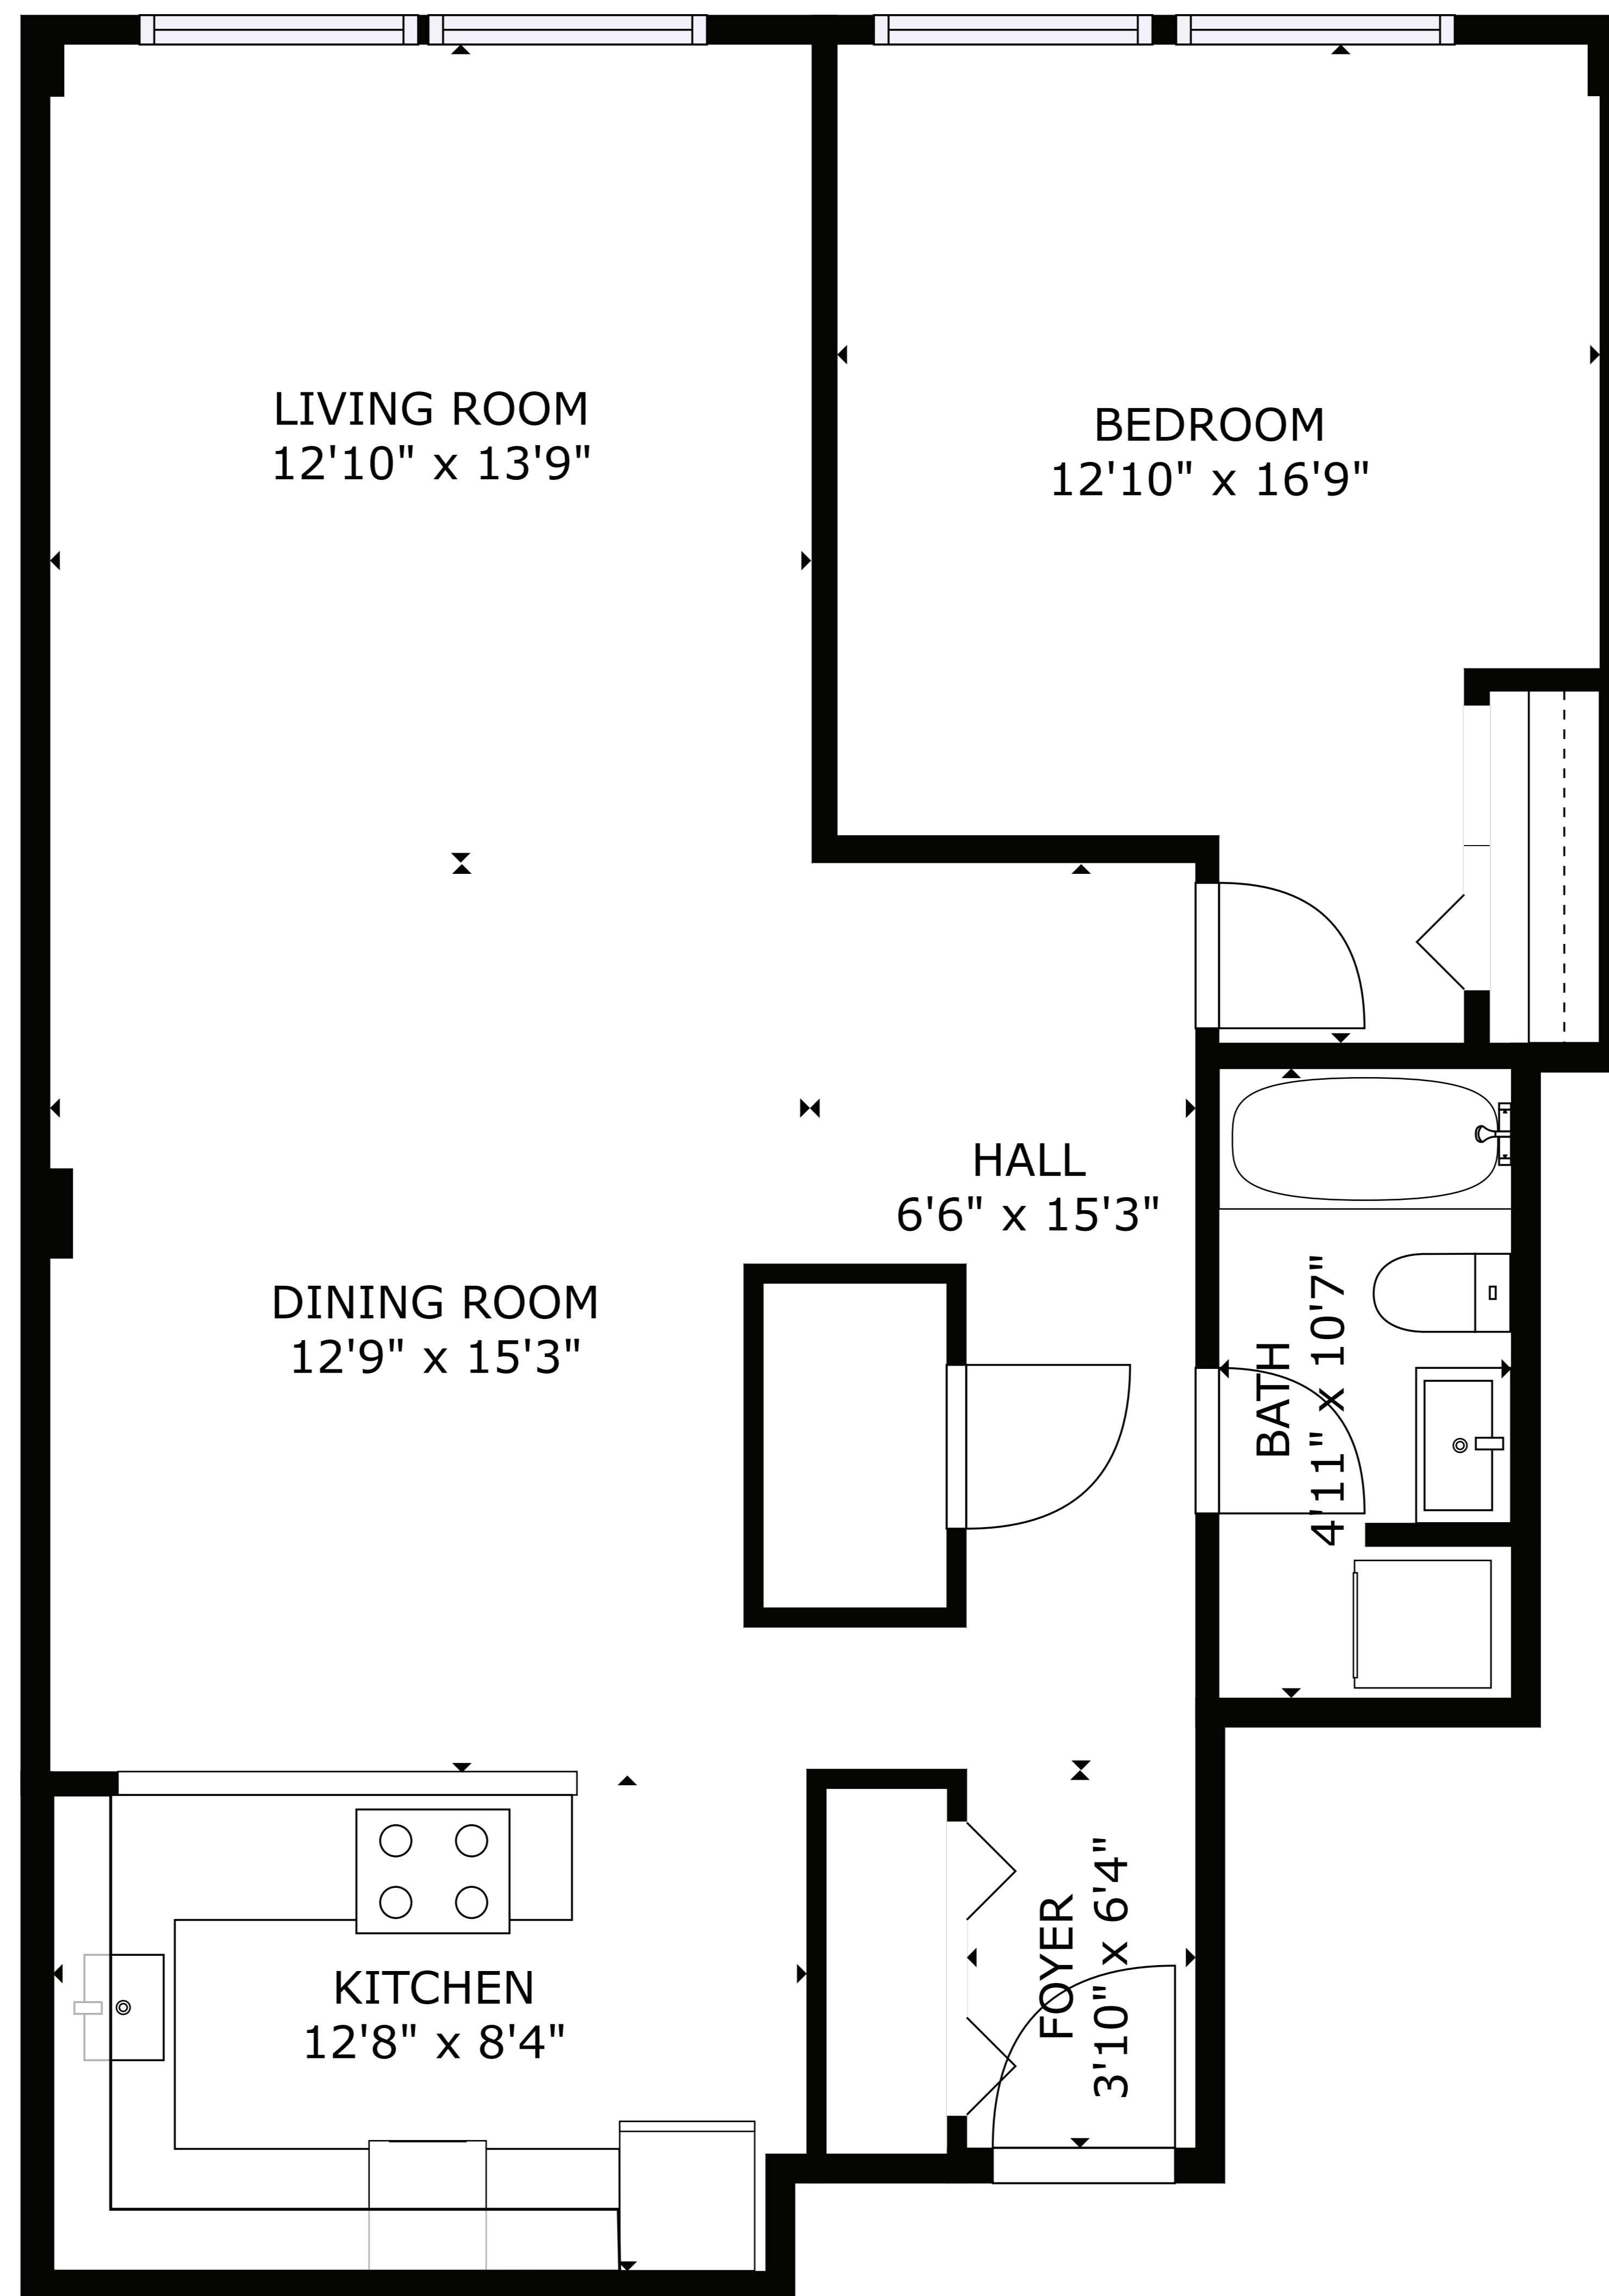 LIVING ROOM
12'10" x 13'9"
BEDROOM
12'10" x 16'9"
HALL
6'6" x 15'3"
DINING ROOM
12'9" x 15'3"
BATH
4'11" x 10'7"
KITCHEN
12'8" x 8'4"
FOYER
3'10" x 6'4"